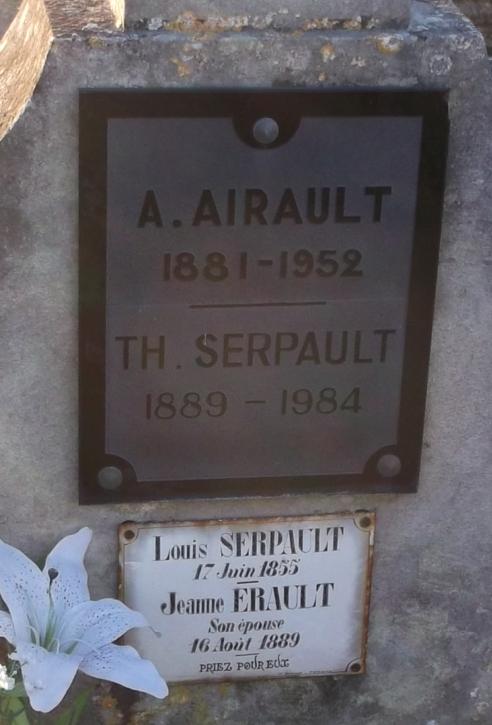 A. AIRAULT
1881-1952
TH. SERPAULT
1889 - 1984
Louis SERPAULT
17 Juin 1855
Jeanne ERAULT
Son épouse
16 Août 1889
PRIEZ POUR EUX